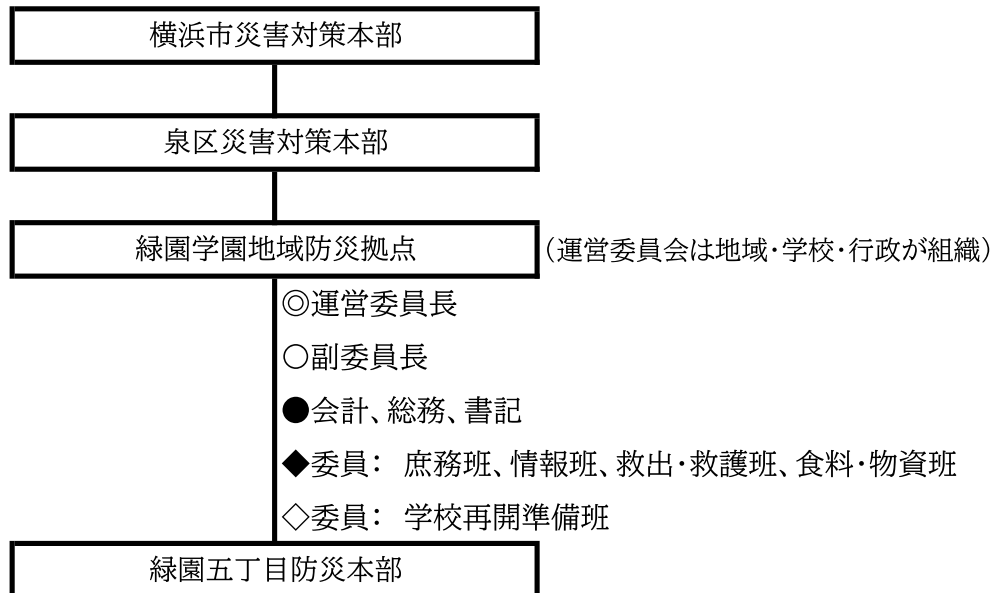 横浜市災害対策本部
泉区災害対策本部
緑園学園地域防災拠点 （運営委員会は地域・学校・行政が組織）
◎運営委員長
○副委員長
●会計、総務、書記
◆委員： 庶務班、情報班、救出・救護班、食料・物資班
◇委員： 学校再開準備班
緑園五丁目防災本部